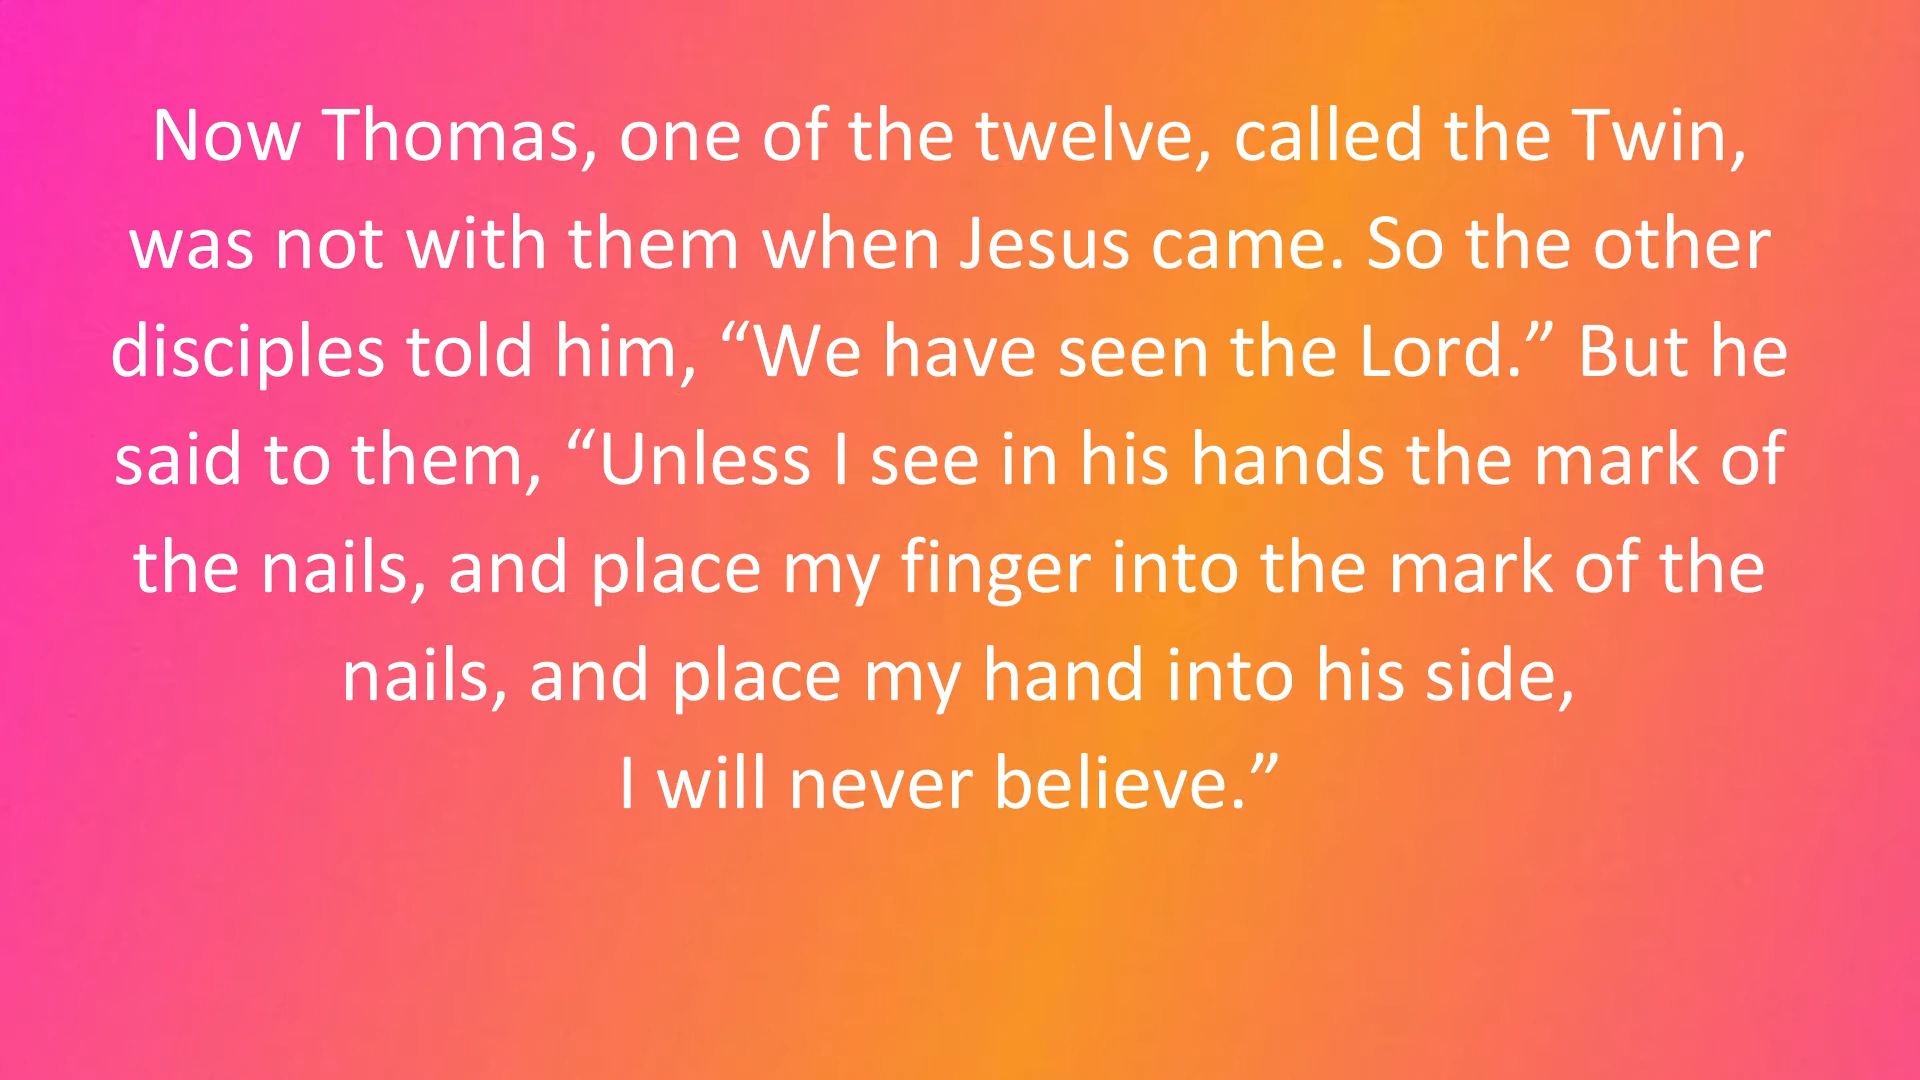 Now Thomas, one of the twelve, called the Twin,
was not with them when Jesus came. So the other
disciples told him, “We have seen the Lord.” But he
said to them, “Unless I see in his hands the mark of
the nails, and place my finger into the mark of the
nails, and place my hand into his side,
I will never believe.”